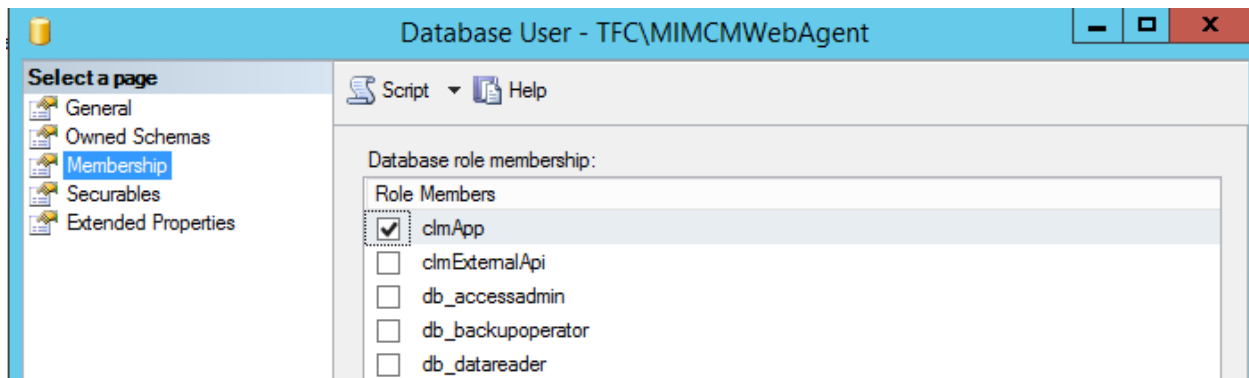 Database User - TFC\MIMCMWebAgent
Select a page
General
Owned Schemas
Membership
Securables
Extended Properties
Script Help
Database role membership:
Role Members
clmApp
clmExternalApi
db_accessadmin
db_backupoperator
db_datareader